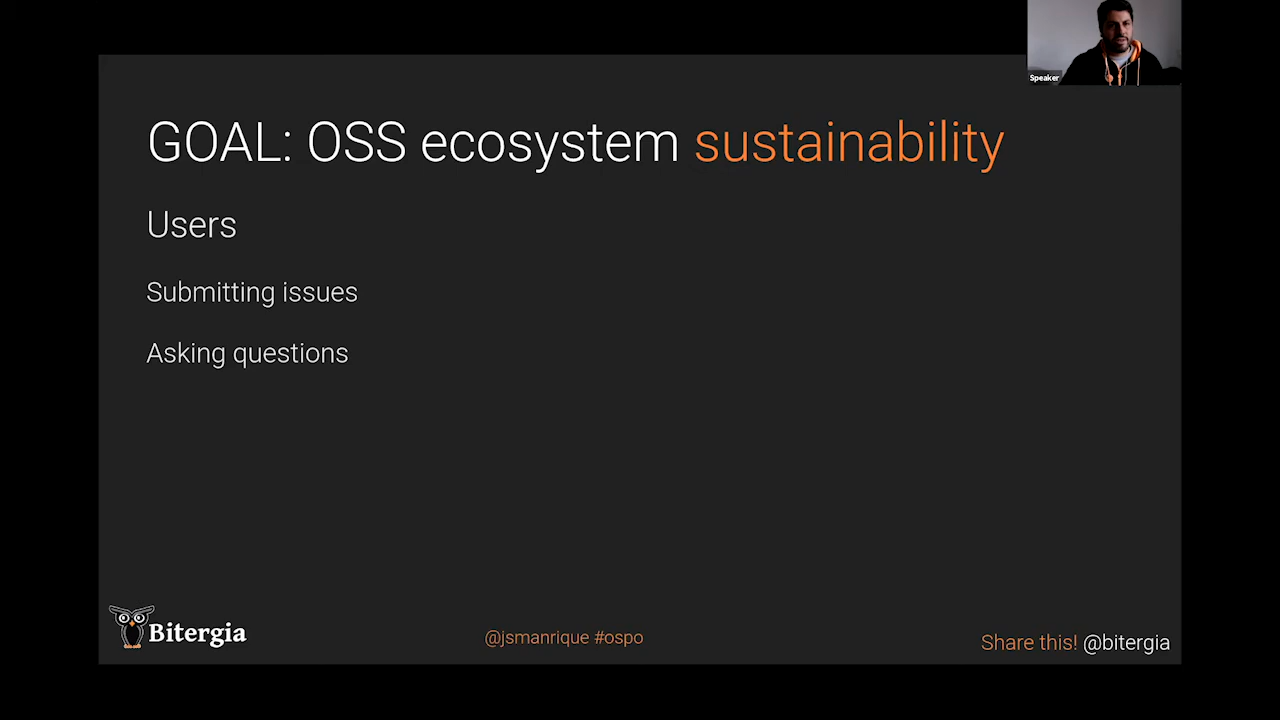 Speaker
GOAL: OSS ecosystem sustainability
Users
Submitting issues
Asking questions
Bitergia
@jsmanrique #ospo
Share this! @bitergia